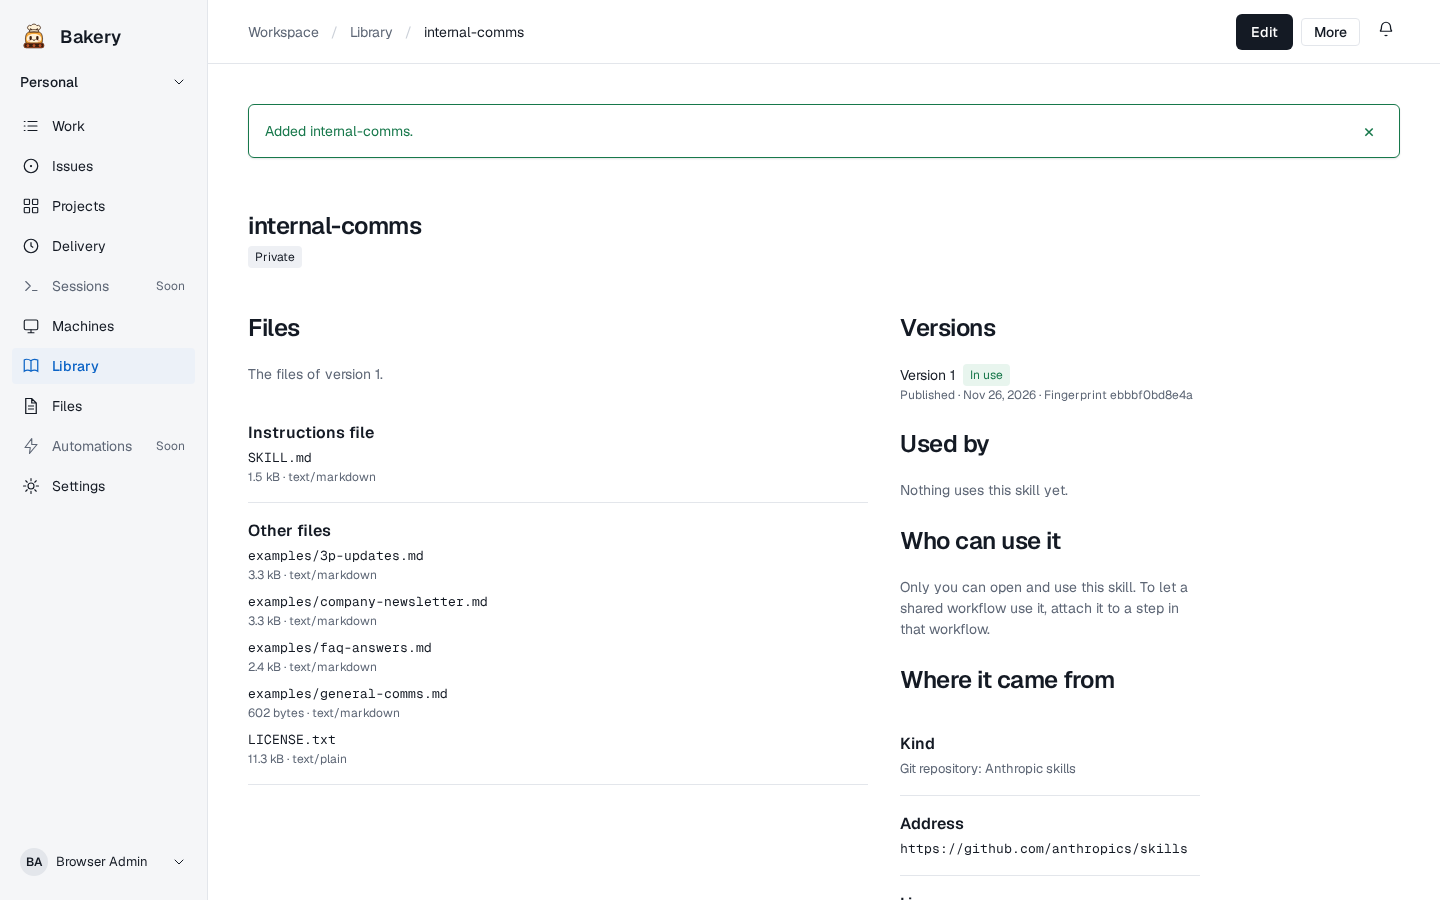 Bakery
Personal
Work
Issues
Projects
Delivery
Sessions Soon
Machines
Library
Files
Automations Soon
Settings
BA Browser Admin
Workspace / Library / internal-comms
Edit More
Added internal-comms.
internal-comms
Private
Files
The files of version 1.
Instructions file
SKILL.md
1.5 kB · text/markdown
Other files
examples/3p-updates.md
3.3 kB · text/markdown
examples/company-newsletter.md
3.3 kB · text/markdown
examples/faq-answers.md
2.4 kB · text/markdown
examples/general-comms.md
602 bytes · text/markdown
LICENSE.txt
11.3 kB · text/plain
Versions
Version 1 In use
Published · Nov 26, 2026 · Fingerprint ebbbf0bd8e4a
Used by
Nothing uses this skill yet.
Who can use it
Only you can open and use this skill. To let a
shared workflow use it, attach it to a step in
that workflow.
Where it came from
Kind
Git repository: Anthropic skills
Address
https://github.com/anthropics/skills